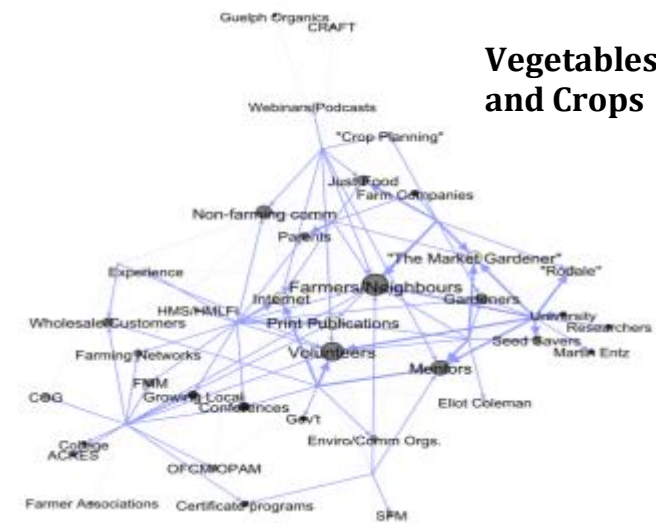 Guelph Organics
CRAFT
Vegetables
and Crops
Webinars/Podcasts
"Crop Planning"
Just Food
Farm Companies
Non-farming comm
Parents
"The Market Gardener"
"Rodale"
Experience
Farmers/Neighbours
Internet
Gardeners
HMS/HMLFI
University
Wholesale/Customers
Print Publications
Researchers
Seed Savers
Farming Networks
Volunteers
Martin Entz
Mentors
FMM
COG
Growing Local
Conferences
Eliot Coleman
Gov't
College
Enviro/Comm Orgs.
ACRES
OFCM/OPAM
Farmer Associations
Certificate programs
SFM